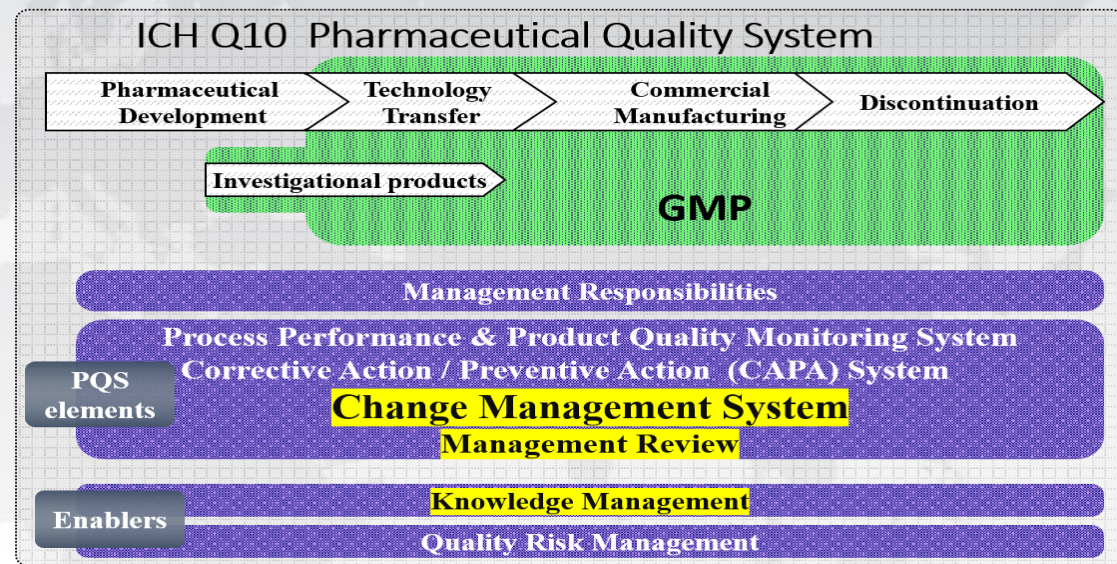 ICH Q10 Pharmaceutical Quality System
Pharmaceutical
Development
Technology
Transfer
Commercial
Manufacturing
Discontinuation
Investigational products
GMP
Management Responsibilities
PQS
elements
Process Performance & Product Quality Monitoring System
Corrective Action / Preventive Action (CAPA) System
Change Management System
Management Review
Enablers
Knowledge Management
Quality Risk Management